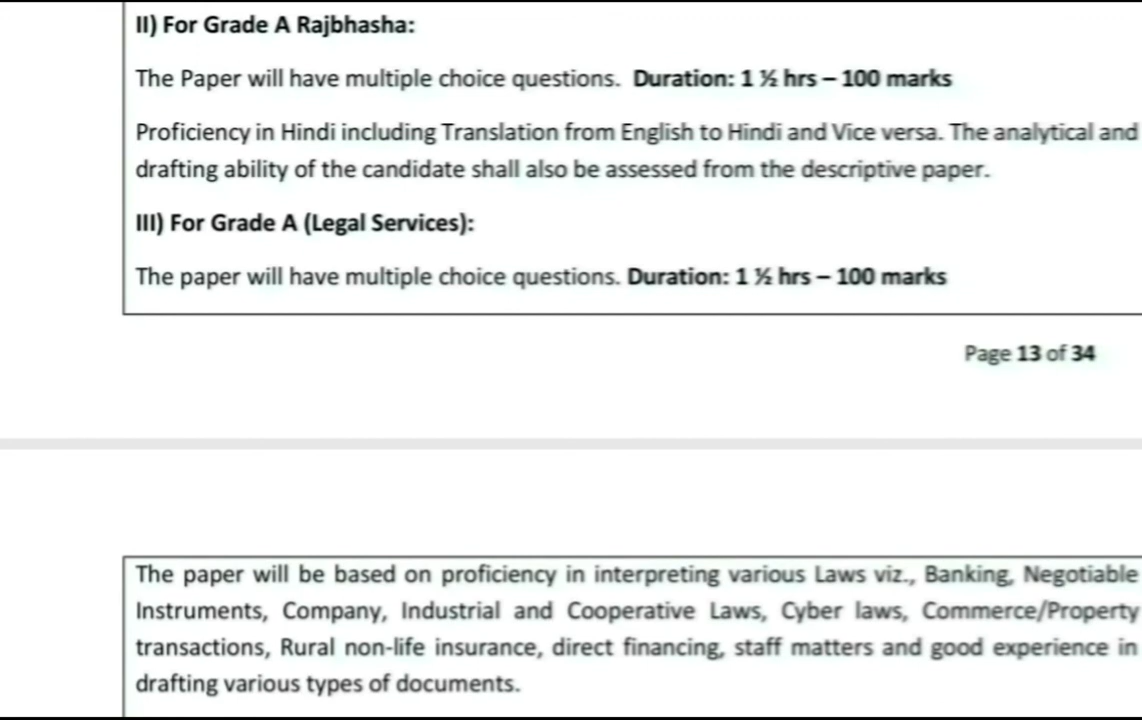 II) For Grade A Rajbhasha:
The Paper will have multiple choice questions. Duration: 1 ½ hrs – 100 marks
Proficiency in Hindi including Translation from English to Hindi and Vice versa. The analytical and
drafting ability of the candidate shall also be assessed from the descriptive paper.
III) For Grade A (Legal Services):
The paper will have multiple choice questions. Duration: 1 ½ hrs – 100 marks
Page 13 of 34
The paper will be based on proficiency in interpreting various Laws viz., Banking, Negotiable
Instruments, Company, Industrial and Cooperative Laws, Cyber laws, Commerce/Property
transactions, Rural non-life insurance, direct financing, staff matters and good experience in
drafting various types of documents.